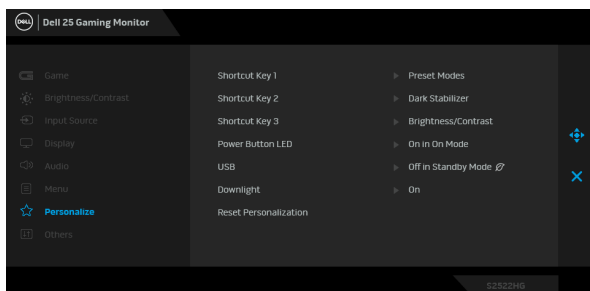 DELL
Dell 25 Gaming Monitor
Game
Brightness/Contrast
Input Source
Display
Audio
Menu
Personalize
Others
Shortcut Key 1 Preset Modes
Shortcut Key 2 Dark Stabilizer
Shortcut Key 3 Brightness/Contrast
Power Button LED On in On Mode
USB Off in Standby Mode
Downlight On
Reset Personalization
S2522HG